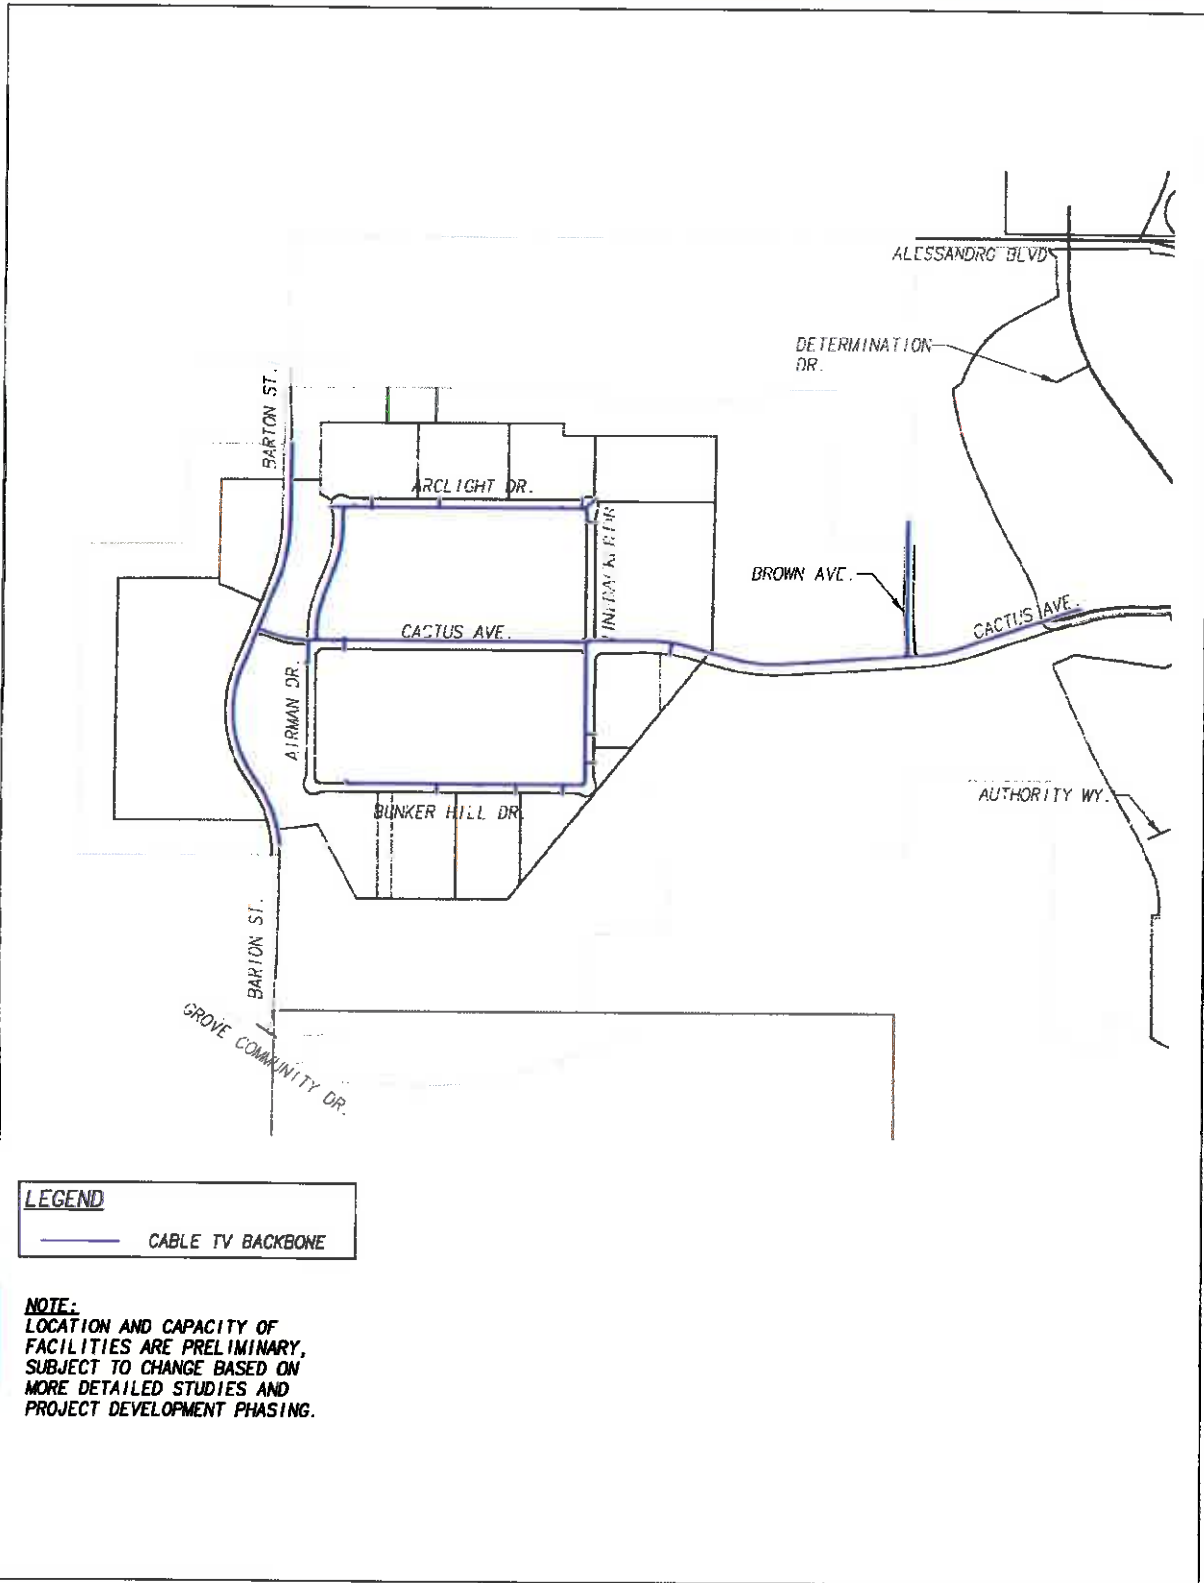 ALESSANDRO BLVD
DETERMINATION
DR.
BARTON ST.
ARCLIGHT DR.
LINEBACKER DR
BROWN AVE.
CACTUS AVE.
CACTUS AVE.
AIRMAN DR.
AUTHORITY WY.
BUNKER HILL DR.
BARTON ST.
GROVE COMMUNITY DR.
LEGEND
CABLE TV BACKBONE
NOTE:
LOCATION AND CAPACITY OF
FACILITIES ARE PRELIMINARY,
SUBJECT TO CHANGE BASED ON
MORE DETAILED STUDIES AND
PROJECT DEVELOPMENT PHASING.